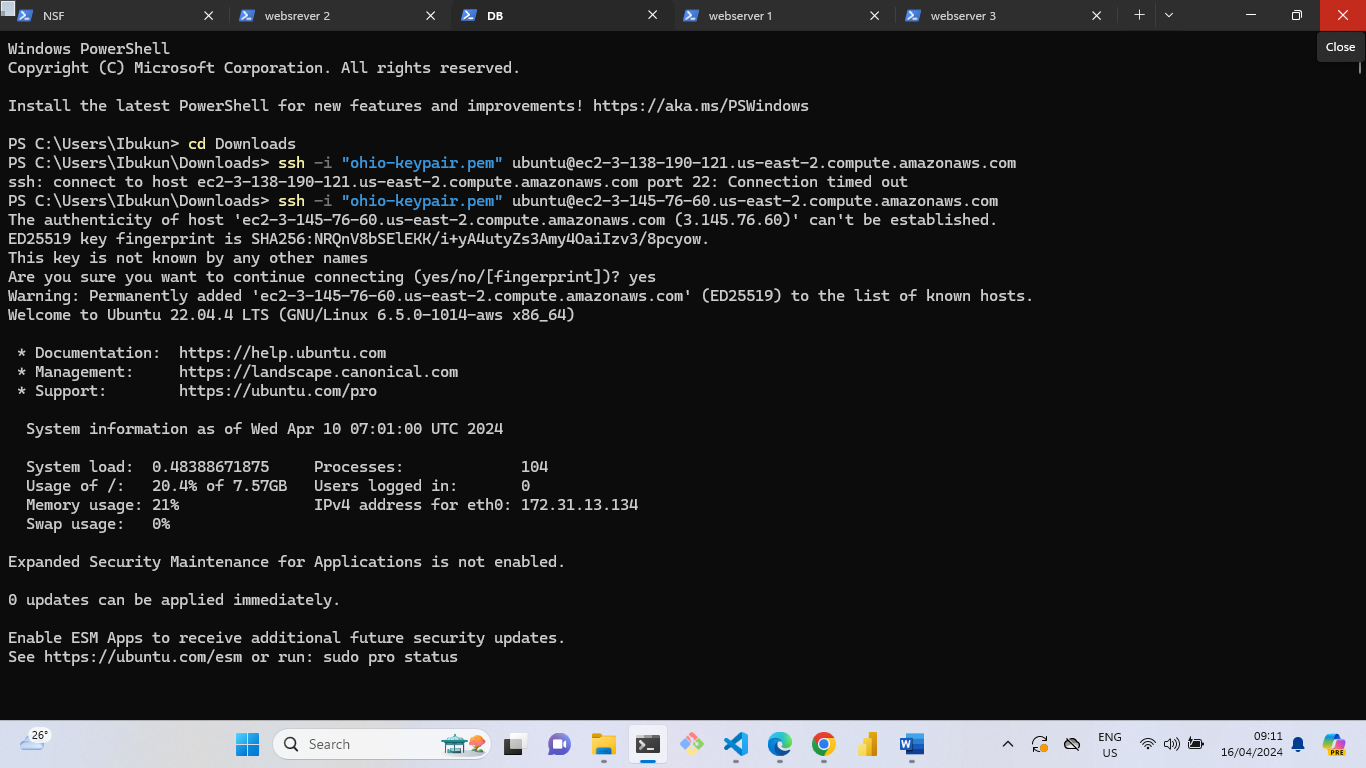 NSF
websrever 2
DB
webserver 1
webserver 3
Close
Windows PowerShell
Copyright (C) Microsoft Corporation. All rights reserved.
Install the latest PowerShell for new features and improvements! https://aka.ms/PSWindows
PS C:\Users\Ibukun> cd Downloads
PS C:\Users\Ibukun\Downloads> ssh -i "ohio-keypair.pem" ubuntu@ec2-3-138-190-121.us-east-2.compute.amazonaws.com
ssh: connect to host ec2-3-138-190-121.us-east-2.compute.amazonaws.com port 22: Connection timed out
PS C:\Users\Ibukun\Downloads> ssh -i "ohio-keypair.pem" ubuntu@ec2-3-145-76-60.us-east-2.compute.amazonaws.com
The authenticity of host 'ec2-3-145-76-60.us-east-2.compute.amazonaws.com (3.145.76.60)' can't be established.
ED25519 key fingerprint is SHA256:NRQnV8bSElEKK/i+yA4utyZs3Amy4OaiIzv3/8pcyow.
This key is not known by any other names
Are you sure you want to continue connecting (yes/no/[fingerprint])? yes
Warning: Permanently added 'ec2-3-145-76-60.us-east-2.compute.amazonaws.com' (ED25519) to the list of known hosts.
Welcome to Ubuntu 22.04.4 LTS (GNU/Linux 6.5.0-1014-aws x86_64)
* Documentation: https://help.ubuntu.com
* Management: https://landscape.canonical.com
* Support: https://ubuntu.com/pro
System information as of Wed Apr 10 07:01:00 UTC 2024
System load: 0.48388671875 Processes: 104
Usage of /: 20.4% of 7.57GB Users logged in: 0
Memory usage: 21% IPv4 address for eth0: 172.31.13.134
Swap usage: 0%
Expanded Security Maintenance for Applications is not enabled.
0 updates can be applied immediately.
Enable ESM Apps to receive additional future security updates.
See https://ubuntu.com/esm or run: sudo pro status
26°
Search
ENG
US
09:11
16/04/2024
PRE